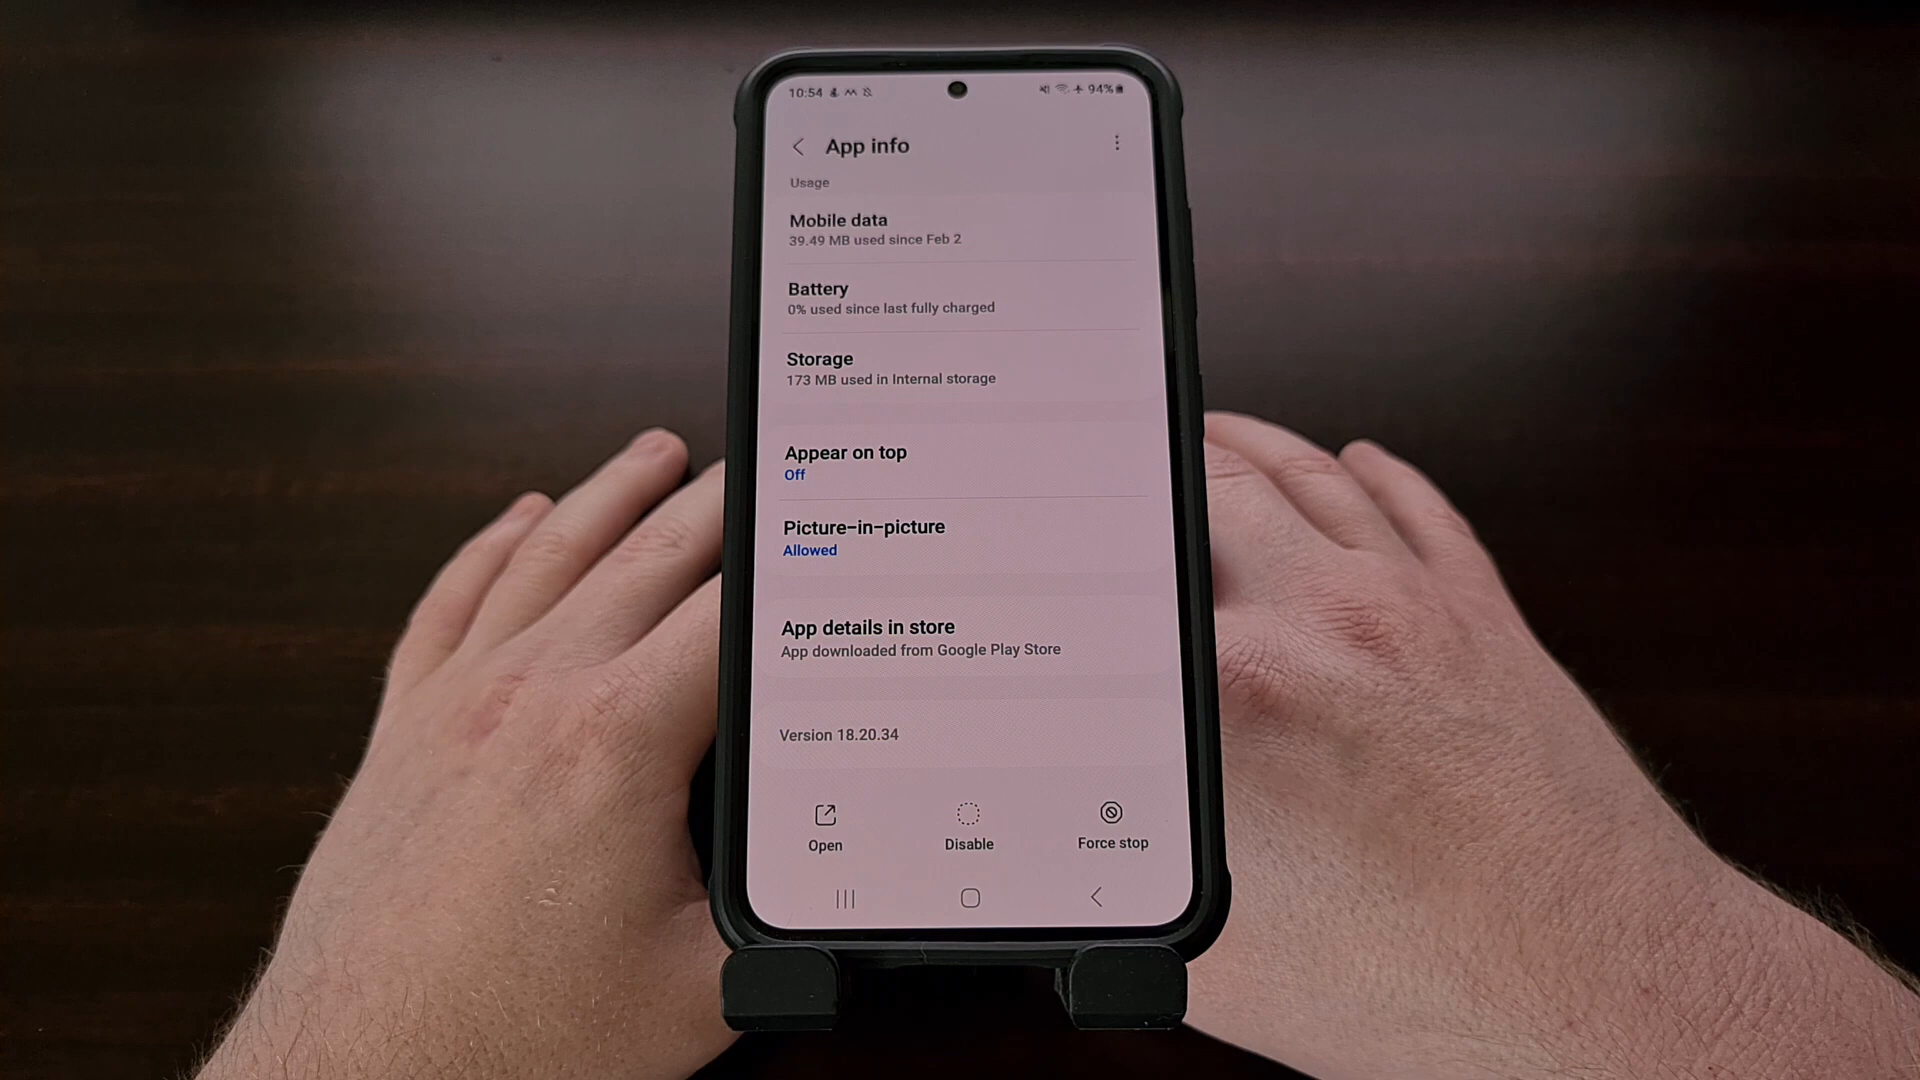 10:54 94%
App info
Usage
Mobile data
39.49 MB used since Feb 2
Battery
0% used since last fully charged
Storage
173 MB used in Internal storage
Appear on top
Off
Picture-in-picture
Allowed
App details in store
App downloaded from Google Play Store
Version 18.20.34
Open Disable Force stop